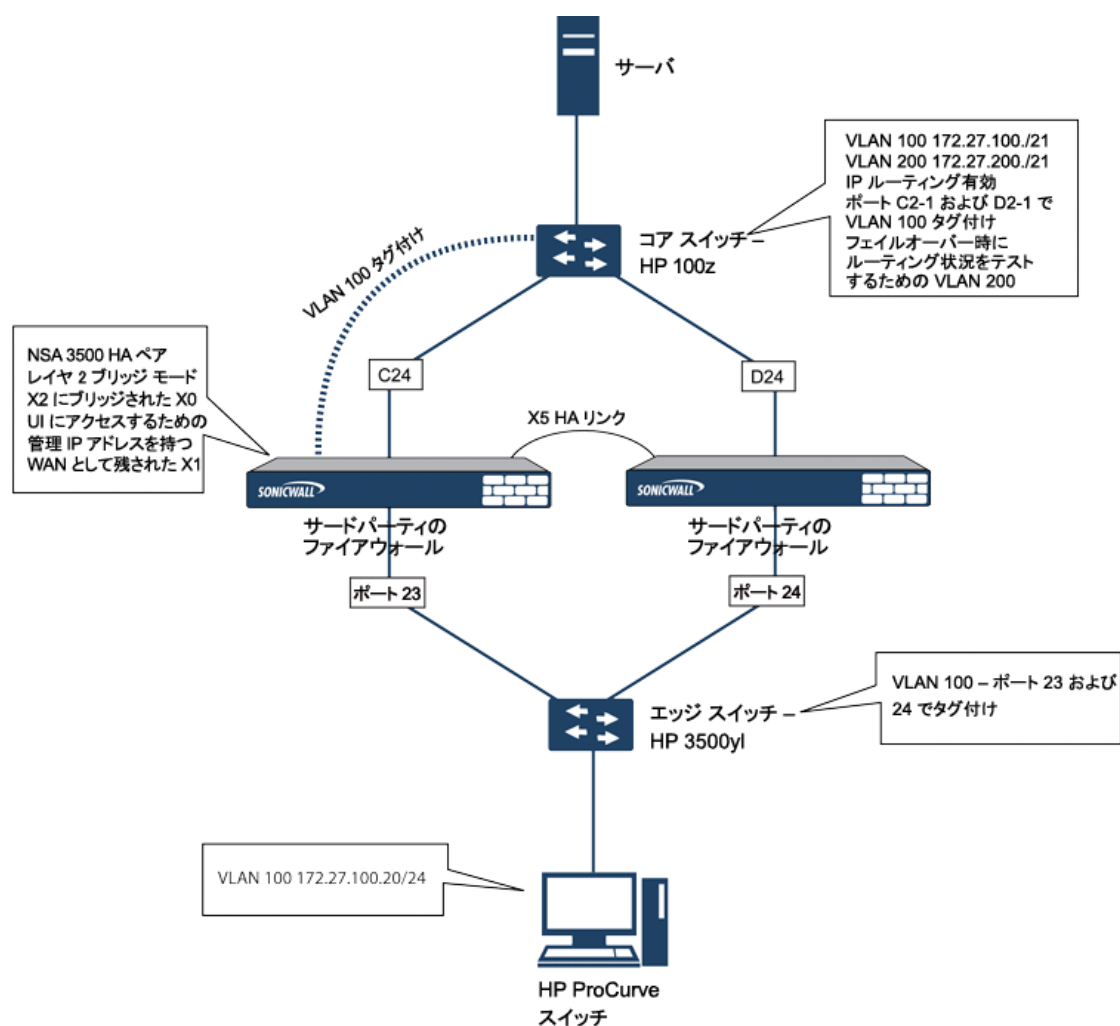 サーバ
VLAN 100 172.27.100./21
VLAN 200 172.27.200./21
IP ルーティング有効
ポート C2-1 および D2-1 で
VLAN 100 タグ付け
フェイルオーバー時に
ルーティング状況をテスト
するための VLAN 200
コア スイッチ –
HP 100z
VLAN 100 タグ付け
NSA 3500 HA ペア
レイヤ 2 ブリッジ モード
X2 にブリッジされた X0
UI にアクセスするための
管理 IP アドレスを持つ
WAN として残された X1
C24
D24
X5 HA リンク
SONICWALL
SONICWALL
サードパーティの
ファイアウォール
サードパーティの
ファイアウォール
ポート 23
ポート 24
エッジ スイッチ –
HP 3500yl
VLAN 100 – ポート 23 および
24 でタグ付け
VLAN 100 172.27.100.20/24
HP ProCurve
スイッチ